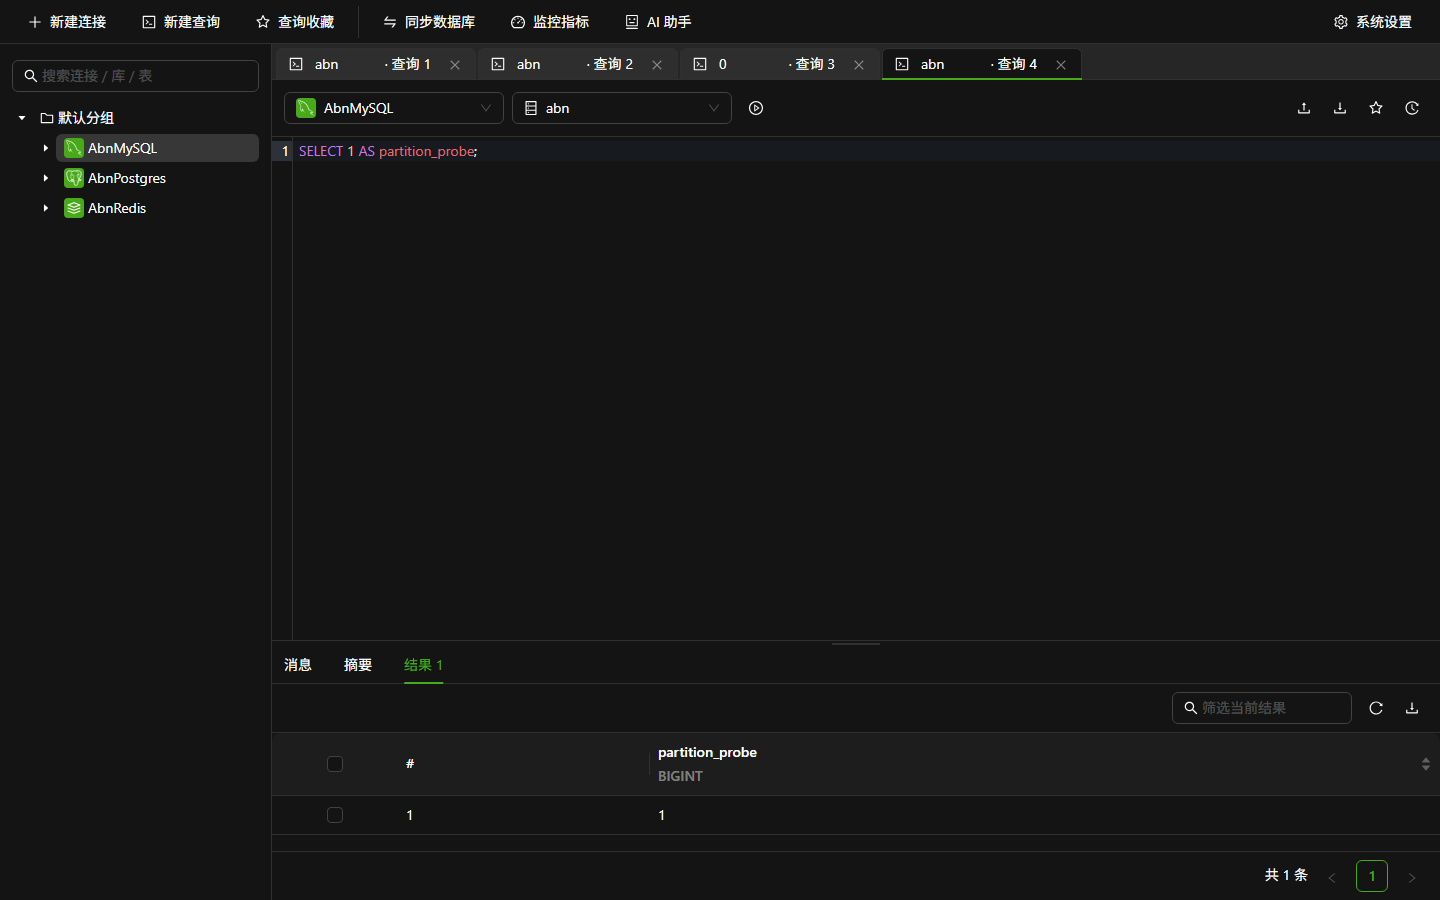 新建连接 新建查询 查询收藏 同步数据库 监控指标 AI 助手 系统设置
搜索连接 / 库 / 表
默认分组
AbnMySQL
AbnPostgres
AbnRedis
abn · 查询 1 abn · 查询 2 0 · 查询 3 abn · 查询 4
AbnMySQL abn
1 SELECT 1 AS partition_probe;
消息 摘要 结果 1
筛选当前结果
# partition_probe
BIGINT
1 1
共 1 条 1